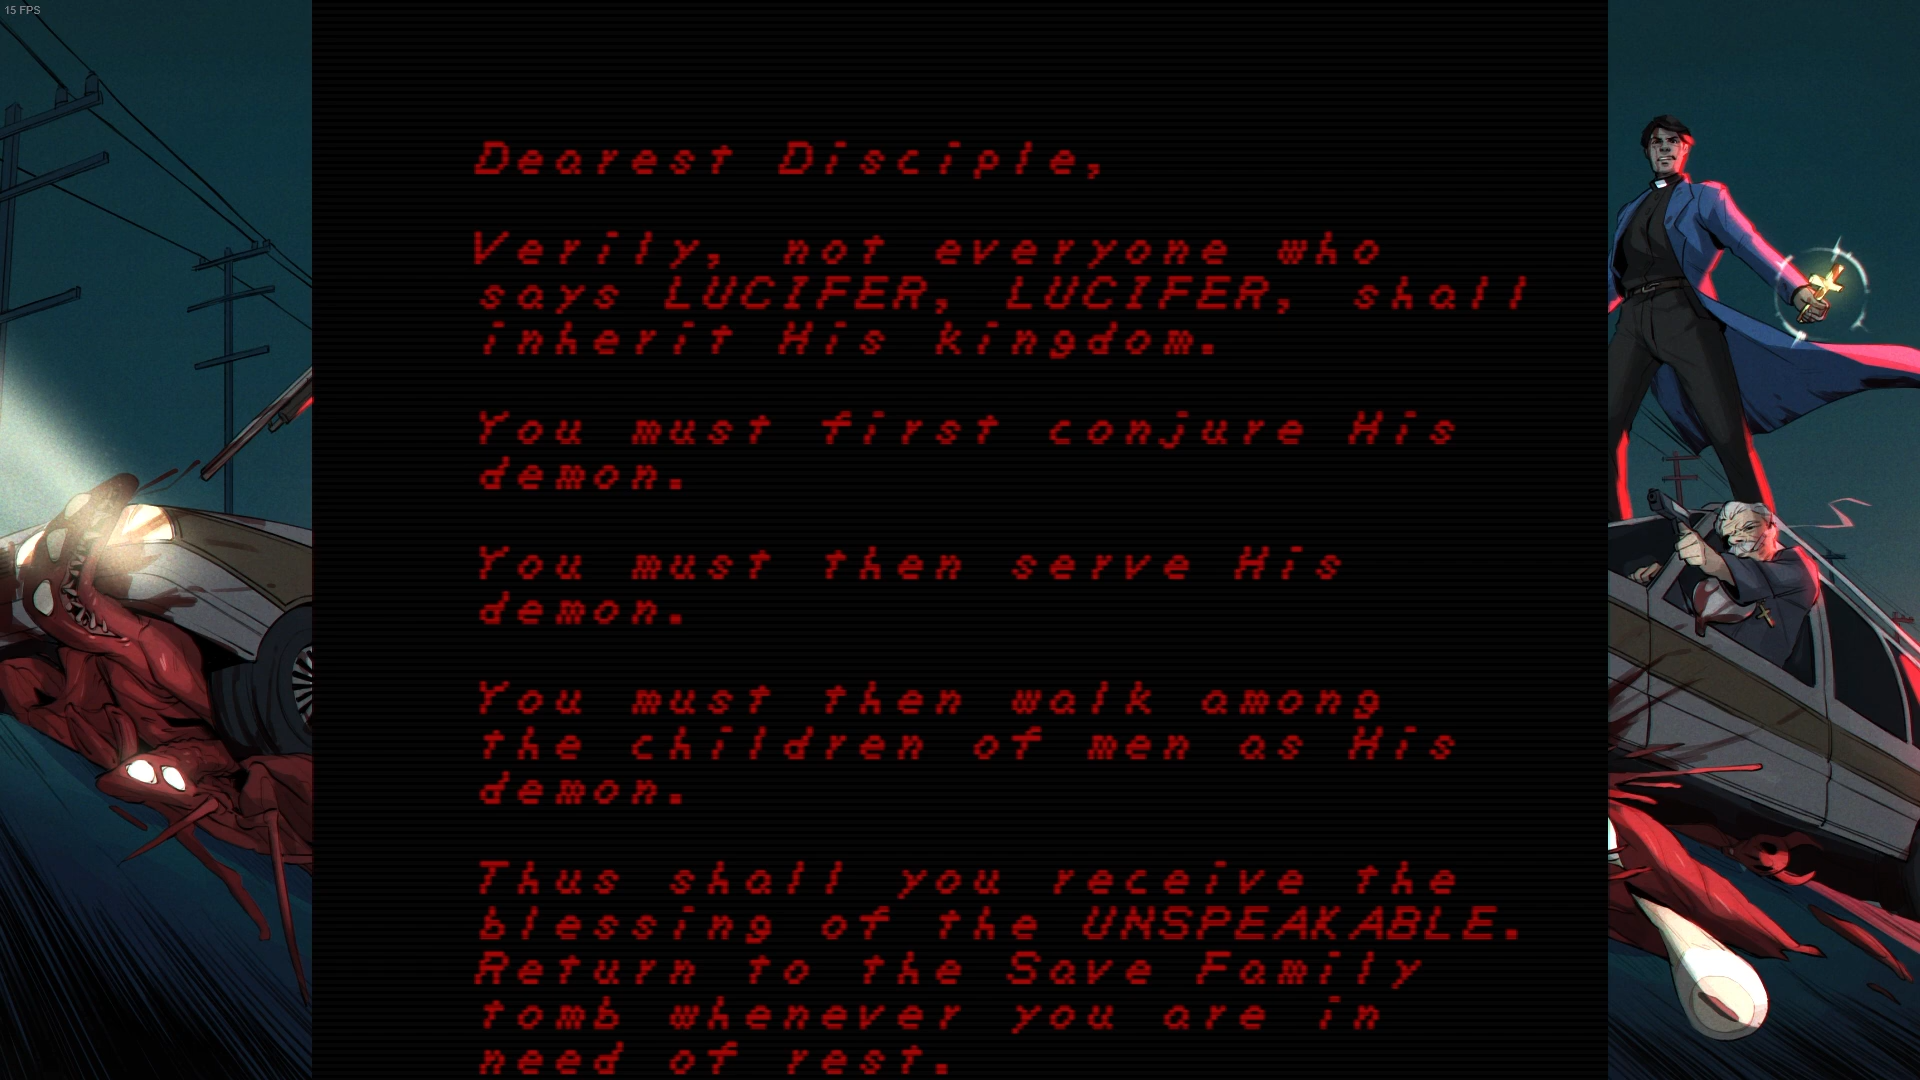 15 FPS
Dearest Disciple,
Verily, not everyone who
says LUCIFER, LUCIFER, shall
inherit His kingdom.
You must first conjure His
demon.
You must then serve His
demon.
You must then walk among
the children of men as His
demon.
Thus shall you receive the
blessing of the UNSPEAKABLE.
Return to the Save Family
tomb whenever you are in
need of rest.